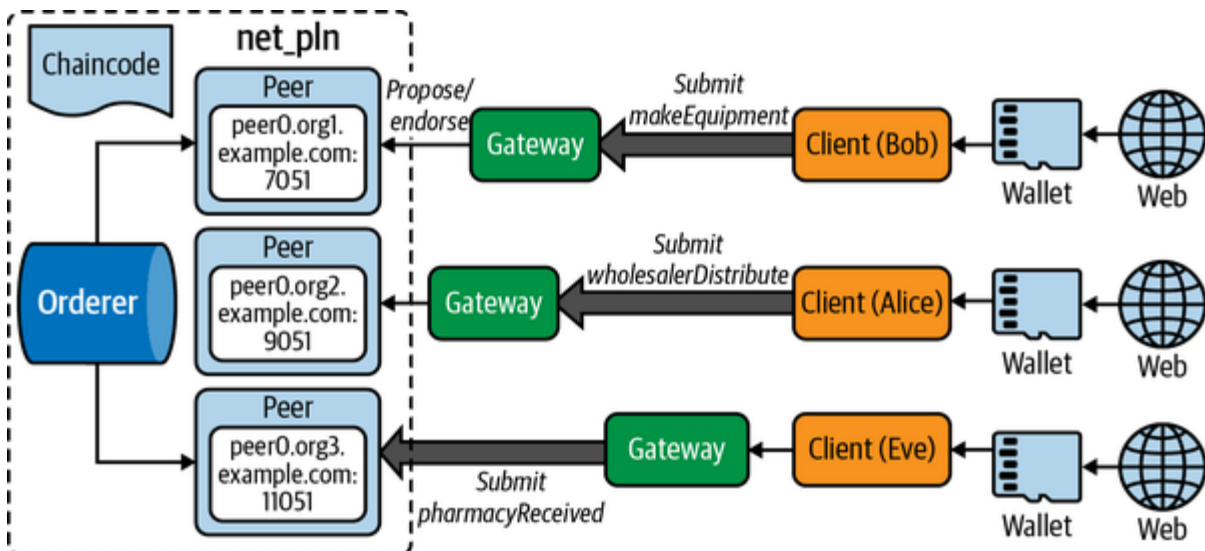 net_pln
Chaincode
Peer
peer0.org1.
example.com:
7051
Propose/
endorse
Gateway
Submit
makeEquipment
Client (Bob)
Wallet
Web
Orderer
Peer
peer0.org2.
example.com:
9051
Gateway
Submit
wholesalerDistribute
Client (Alice)
Wallet
Web
Peer
peer0.org3.
example.com:
11051
Submit
pharmacyReceived
Gateway
Client (Eve)
Wallet
Web